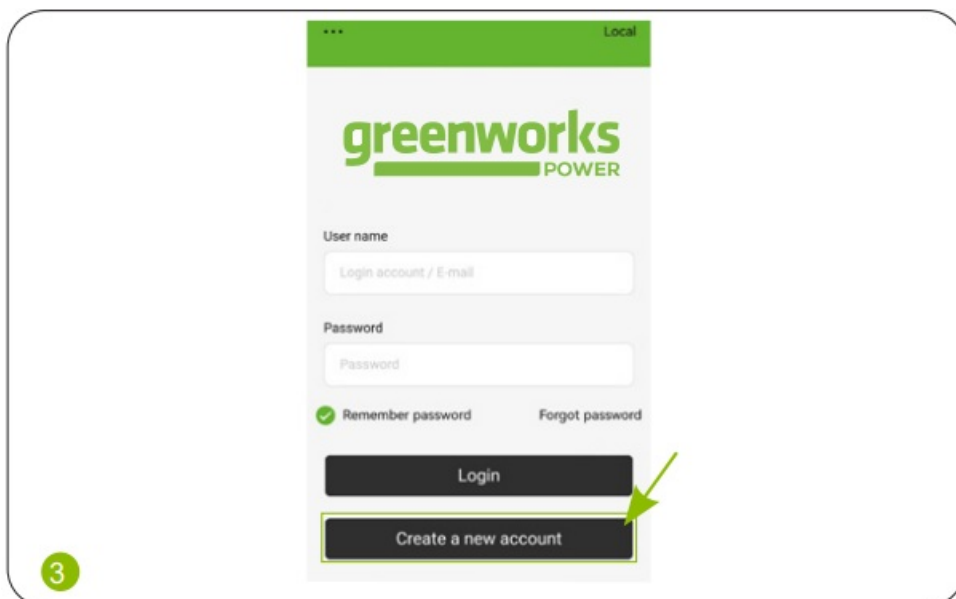 ... Local
greenworks
POWER
User name
Login account / E-mail
Password
Password
Remember password Forgot password
Login
Create a new account
3